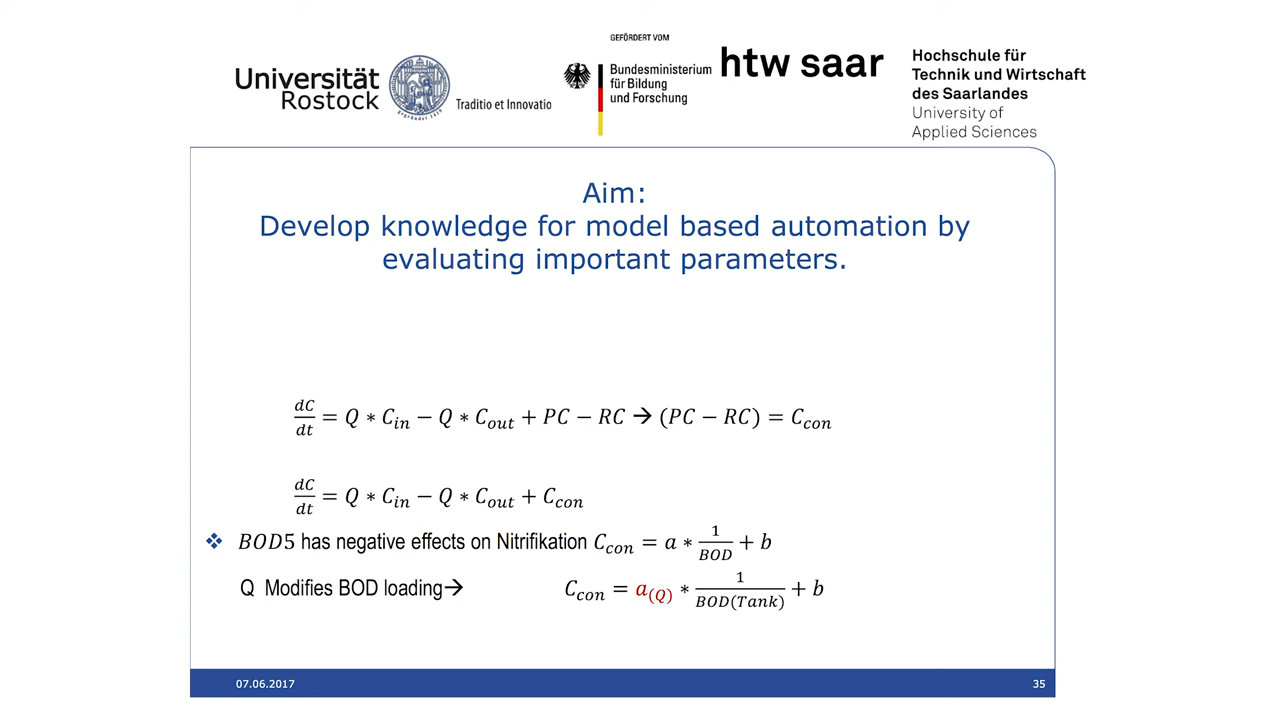 GEFÖRDERT VOM
Universität
Rostock
Traditio et Innovatio
Bundesministerium
für Bildung
und Forschung
htw saar
Hochschule für
Technik und Wirtschaft
des Saarlandes
University of
Applied Sciences
Aim:
Develop knowledge for model based automation by
evaluating important parameters.
dC/dt = Q ∗ C_in − Q ∗ C_out + PC − RC → (PC − RC) = C_con
dC/dt = Q ∗ C_in − Q ∗ C_out + C_con
❖ BOD5 has negative effects on Nitrifikation C_con = a ∗ 1/BOD + b
Q Modifies BOD loading→ C_con = a_(Q) ∗ 1/BOD(Tank) + b
07.06.2017
35